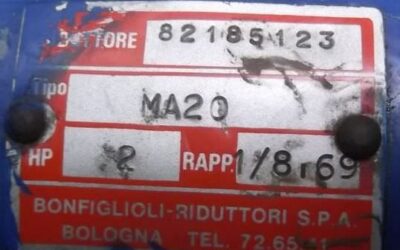 DUTTORE 82185123
Tipo MA20
HP 2 RAPP. 1/8.69
BONFIGLIOLI-RIDUTTORI S.P.A.
BOLOGNA TEL. 72.65